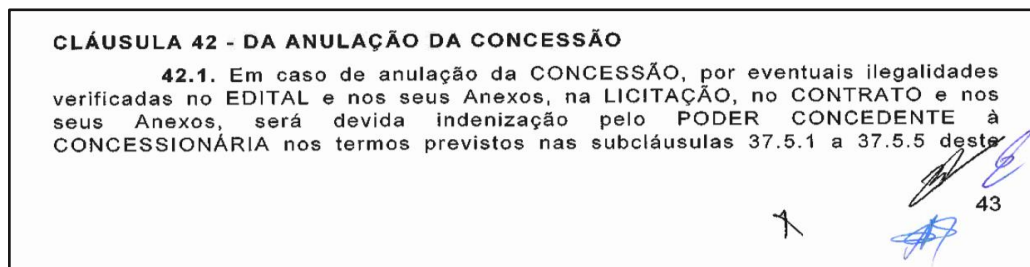 CLÁUSULA 42 - DA ANULAÇÃO DA CONCESSÃO
42.1. Em caso de anulação da CONCESSÃO, por eventuais ilegalidades
verificadas no EDITAL e nos seus Anexos, na LICITAÇÃO, no CONTRATO e nos
seus Anexos, será devida indenização pelo PODER CONCEDENTE à
CONCESSIONÁRIA nos termos previstos nas subcláusulas 37.5.1 a 37.5.5 deste
43